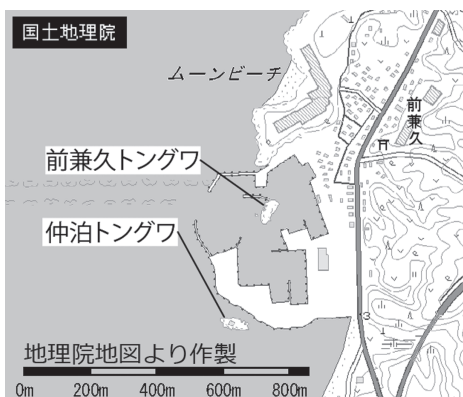 国土地理院
ムーンビーチ
前兼久
前兼久トングワ
仲泊トングワ
3
地理院地図より作製
0m 200m 400m 600m 800m